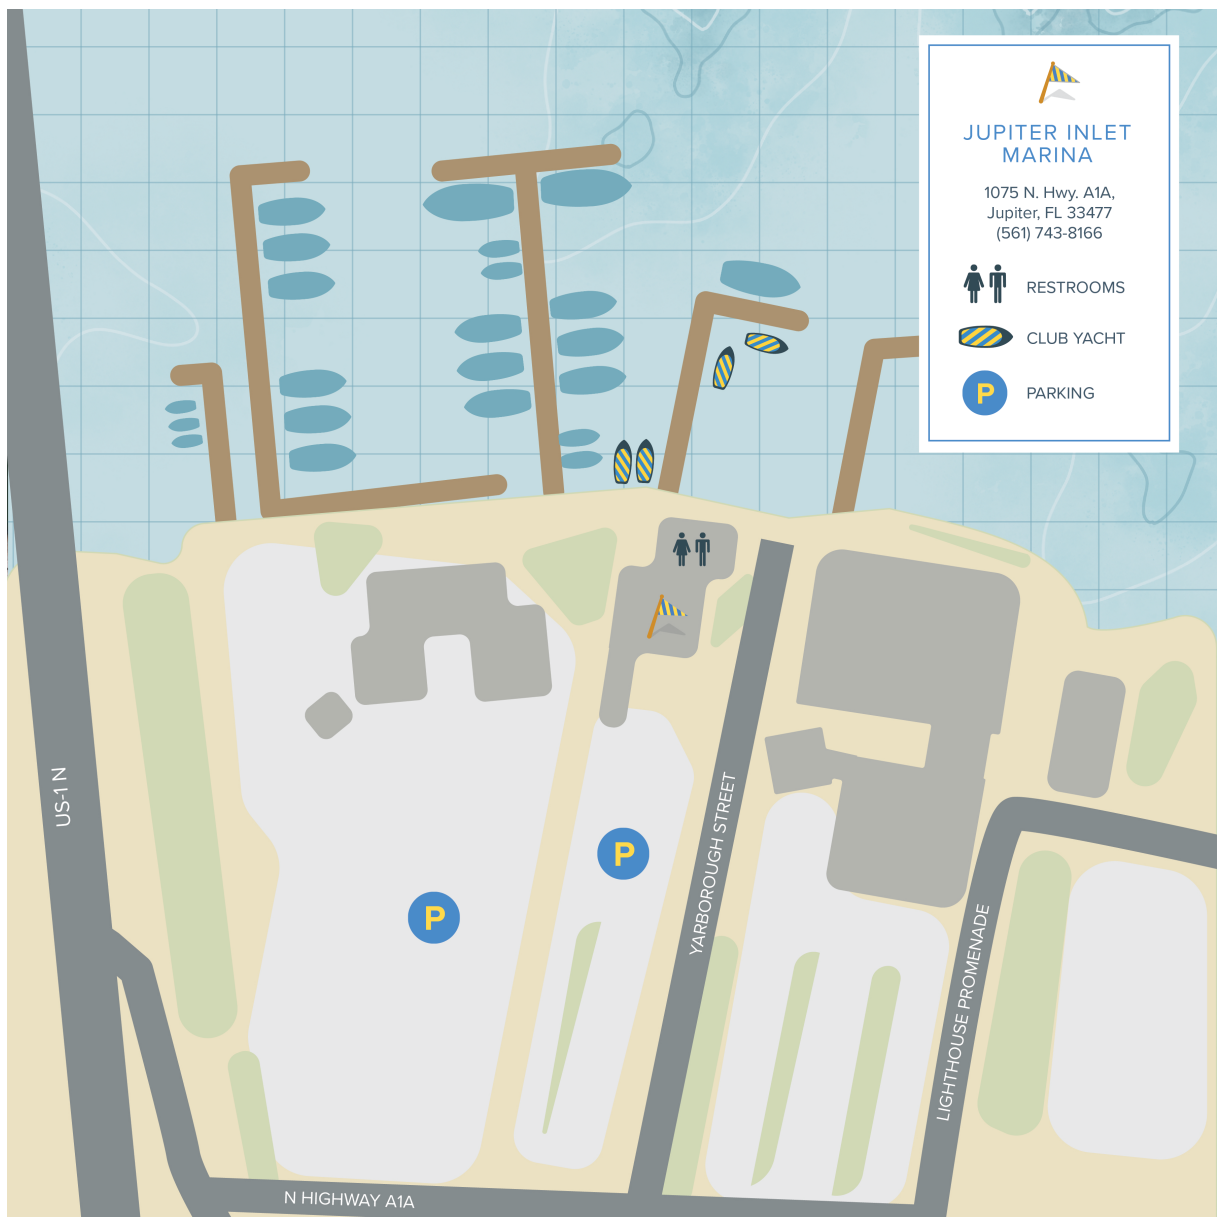 JUPITER INLET
MARINA
1075 N. Hwy. A1A,
Jupiter, FL 33477
(561) 743-8166
RESTROOMS
CLUB YACHT
P PARKING
US-1 N
P
P
YARBOROUGH STREET
LIGHTHOUSE PROMENADE
N HIGHWAY A1A